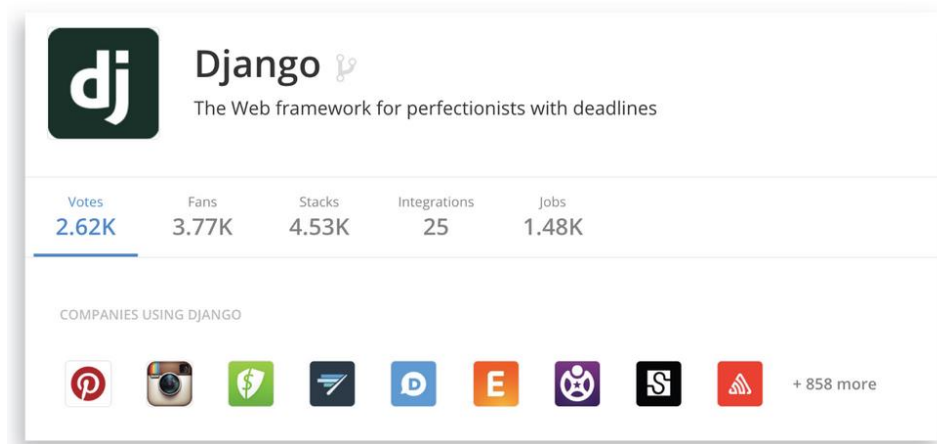 dj
Django
The Web framework for perfectionists with deadlines
Votes Fans Stacks Integrations Jobs
2.62K 3.77K 4.53K 25 1.48K
COMPANIES USING DJANGO
$ D E S + 858 more